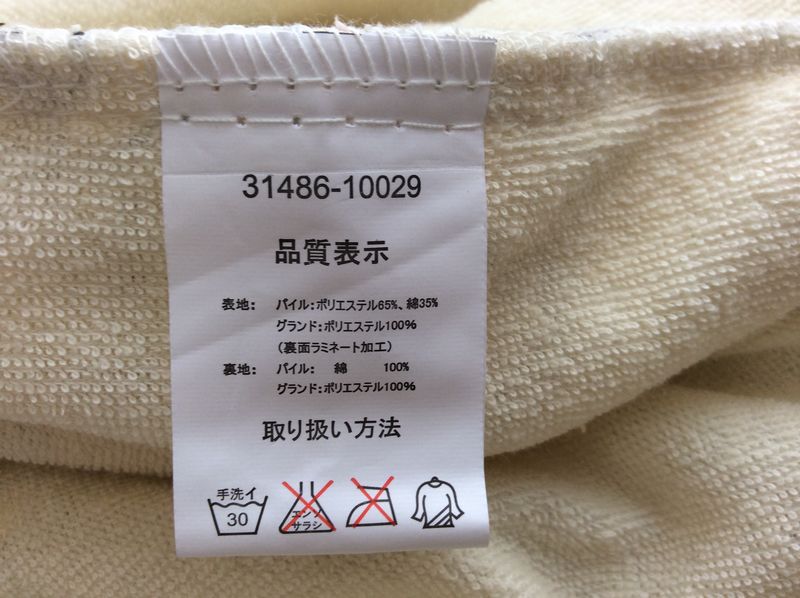 31486-10029
品質表示
表地: パイル:ポリエステル65%、綿35%
グランド:ポリエステル100%
(裏面ラミネート加工)
裏地: パイル: 綿 100%
グランド:ポリエステル100%
取り扱い方法
手洗イ
30
エンソ
サラシ